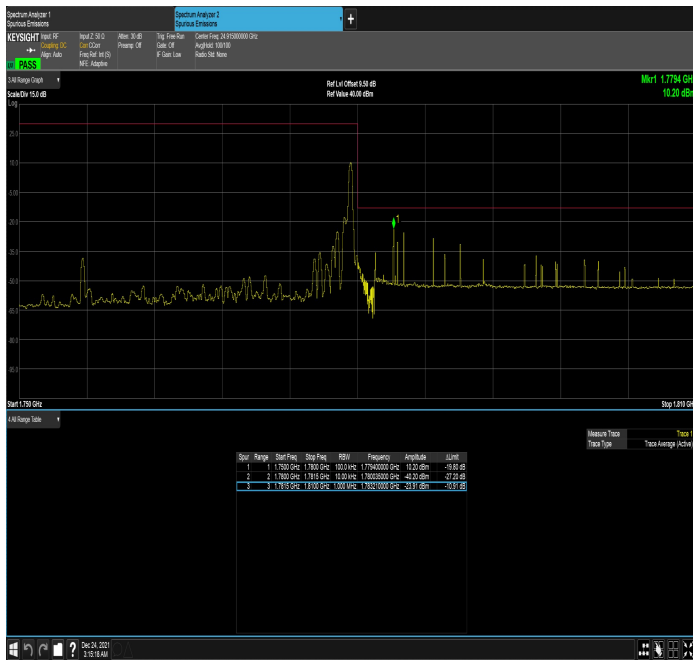 Spectrum Analyzer 1
Spurious Emissions
Spectrum Analyzer 2
Spurious Emissions
+
KEYSIGHT
Input: RF
Coupling: DC
Align: Auto
Input Z: 50 Ω
Corr CCorr
Freq Ref: Int (S)
NFE: Adaptive
Atten: 30 dB
Preamp: Off
Trig: Free Run
Gate: Off
IF Gain: Low
Center Freq: 24.915000000 GHz
Avg|Hold: 100/100
Radio Std: None
PASS
3 All Range Graph
Scale/Div 15.0 dB
Ref Lvl Offset 9.50 dB
Ref Value 40.00 dBm
Mkr1 1.7794 GH
10.20 dBm
Log
25.0
10.0
-5.00
-20.0
-35.0
-50.0
-65.0
-80.0
-95.0
1
Start 1.750 GHz
Stop 1.810 GH
4 All Range Table
Measure Trace Trace 1
Trace Type Trace Average (Active)
Spur Range Start Freq Stop Freq RBW Frequency Amplitude ΔLimit
1 1 1.7500 GHz 1.7800 GHz 100.0 kHz 1.779400000 GHz 10.20 dBm -19.80 dB
2 2 1.7800 GHz 1.7815 GHz 10.00 kHz 1.780035000 GHz -40.20 dBm -27.20 dB
3 3 1.7815 GHz 1.8100 GHz 1.000 MHz 1.783210000 GHz -23.91 dBm -10.91 dB
?
Dec 24, 2021
3:15:18 AM